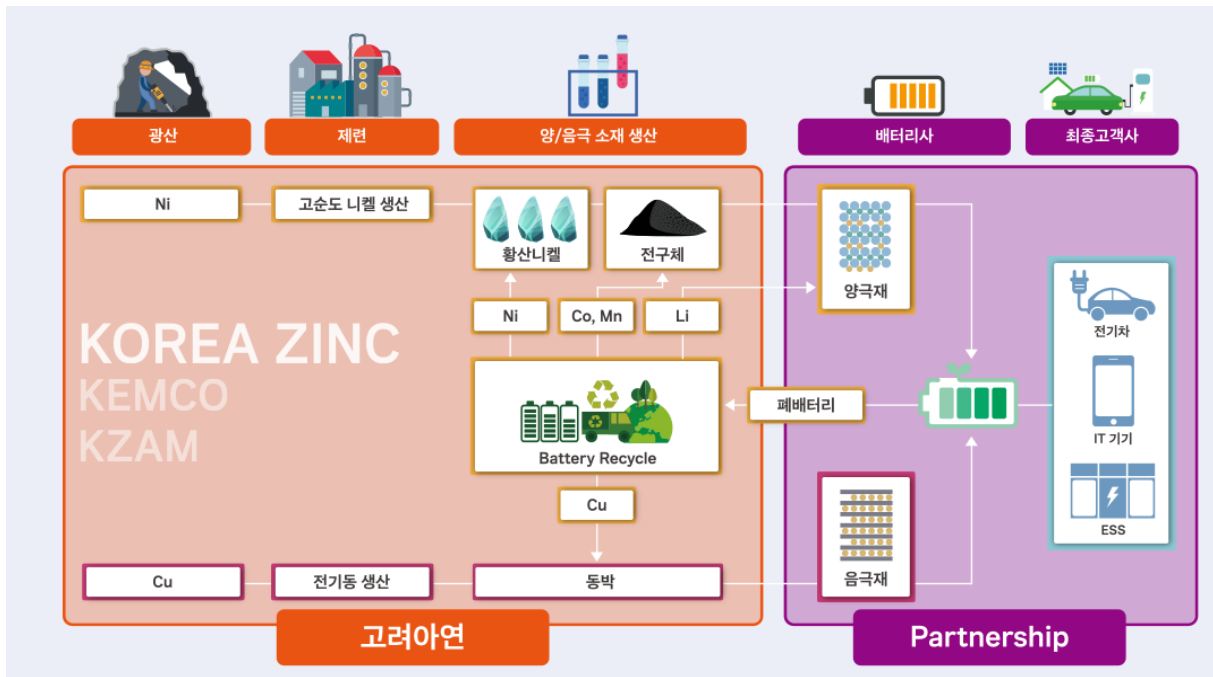 광산
제련
양/음극 소재 생산
배터리사
최종고객사
Ni
고순도 니켈 생산
황산니켈
전구체
양극재
Ni
Co, Mn
Li
KOREA ZINC
KEMCO
KZAM
Battery Recycle
폐배터리
전기차
IT 기기
ESS
Cu
Cu
전기동 생산
동박
음극재
고려아연
Partnership